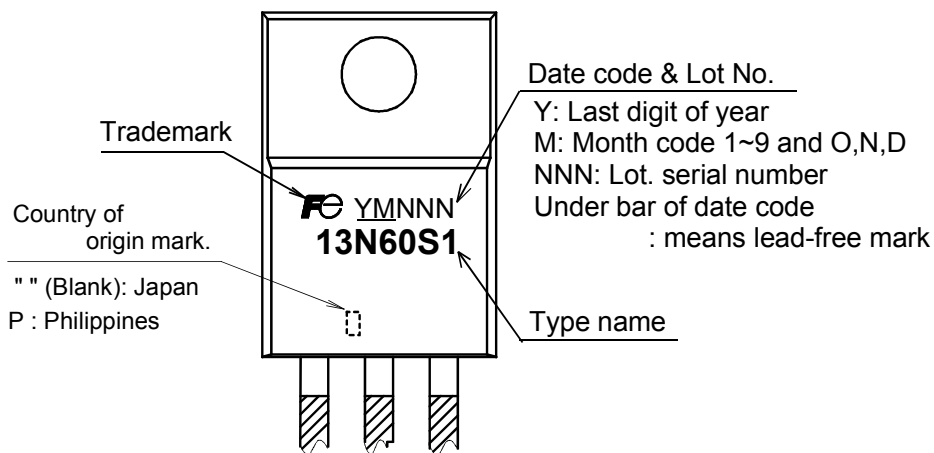 Date code & Lot No.
Y: Last digit of year
M: Month code 1~9 and O,N,D
NNN: Lot. serial number
Under bar of date code
: means lead-free mark
Trademark
Fe YMNNN
13N60S1
Country of
origin mark.
" " (Blank): Japan
P : Philippines
Type name